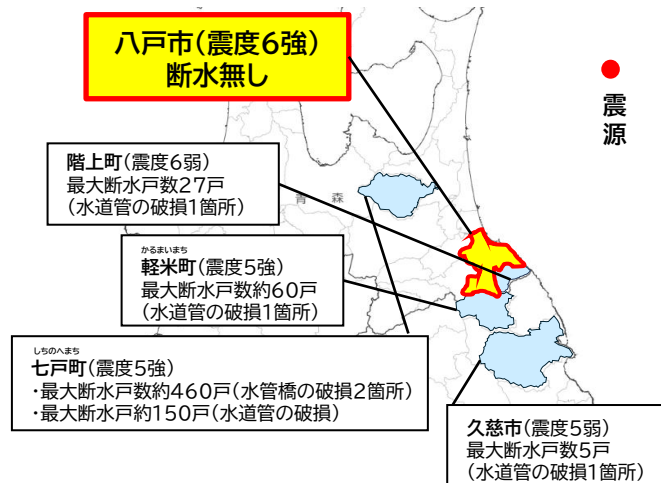 八戸市(震度6強)
断水無し
震源
階上町(震度6弱)
最大断水戸数27戸
(水道管の破損1箇所)
青森
かるまいまち
軽米町(震度5強)
最大断水戸数約60戸
(水道管の破損1箇所)
しちのへまち
七戸町(震度5強)
・最大断水戸数約460戸(水管橋の破損2箇所)
・最大断水戸約150戸(水道管の破損)
久慈市(震度5弱)
最大断水戸数5戸
(水道管の破損1箇所)